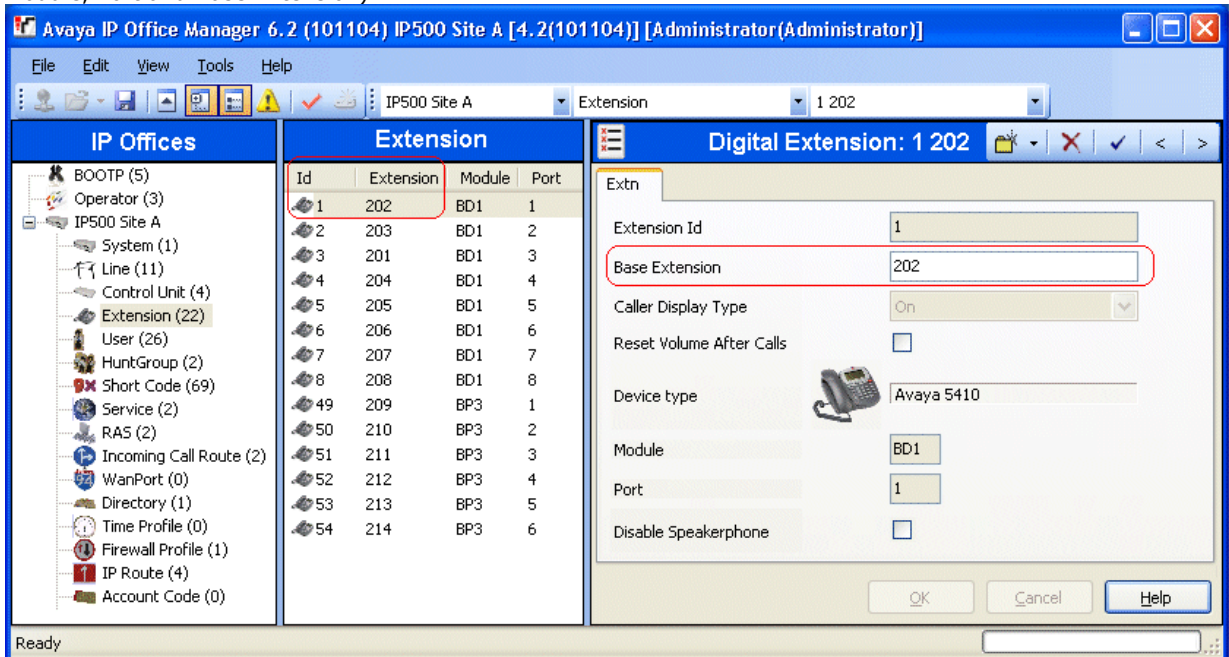 Avaya IP Office Manager 6.2 (101104) IP500 Site A [4.2(101104)] [Administrator(Administrator)]
File Edit View Tools Help
IP500 Site A Extension 1 202
IP Offices
BOOTP (5)
Operator (3)
IP500 Site A
System (1)
Line (11)
Control Unit (4)
Extension (22)
User (26)
HuntGroup (2)
Short Code (69)
Service (2)
RAS (2)
Incoming Call Route (2)
WanPort (0)
Directory (1)
Time Profile (0)
Firewall Profile (1)
IP Route (4)
Account Code (0)
Extension
Id Extension Module Port
1 202 BD1 1
2 203 BD1 2
3 201 BD1 3
4 204 BD1 4
5 205 BD1 5
6 206 BD1 6
7 207 BD1 7
8 208 BD1 8
49 209 BP3 1
50 210 BP3 2
51 211 BP3 3
52 212 BP3 4
53 213 BP3 5
54 214 BP3 6
Digital Extension: 1 202
Extn
Extension Id 1
Base Extension 202
Caller Display Type On
Reset Volume After Calls
Device type Avaya 5410
Module BD1
Port 1
Disable Speakerphone
OK Cancel Help
Ready